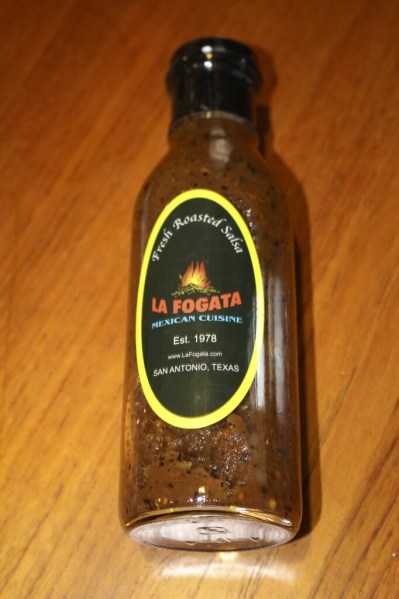 Fresh Roasted Salsa
LA FOGATA
MEXICAN CUISINE
Est. 1978
www.LaFogata.com
SAN ANTONIO, TEXAS